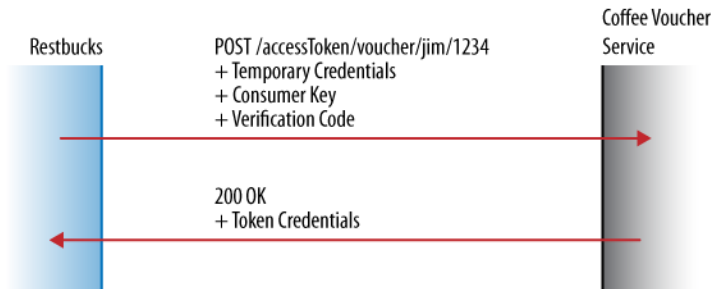 Restbucks
POST /accessToken/voucher/jim/1234
+ Temporary Credentials
+ Consumer Key
+ Verification Code
Coffee Voucher
Service
200 OK
+ Token Credentials